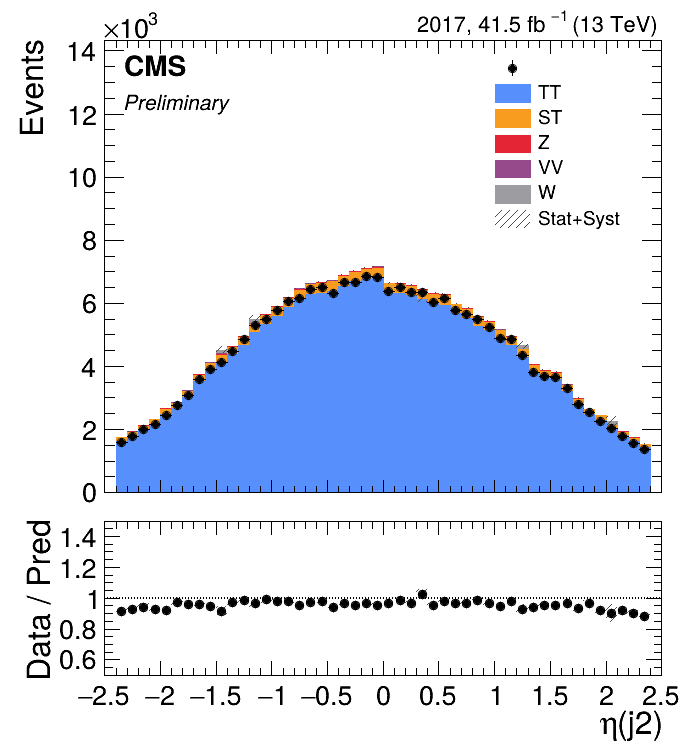 ×10³
2017, 41.5 fb⁻¹ (13 TeV)
Events
14
12
10
8
6
4
2
0
CMS
Preliminary
TT
ST
Z
VV
W
Stat+Syst
Data / Pred
1.4
1.2
1
0.8
0.6
−2.5 −2 −1.5 −1 −0.5 0 0.5 1 1.5 2 2.5
η(j2)